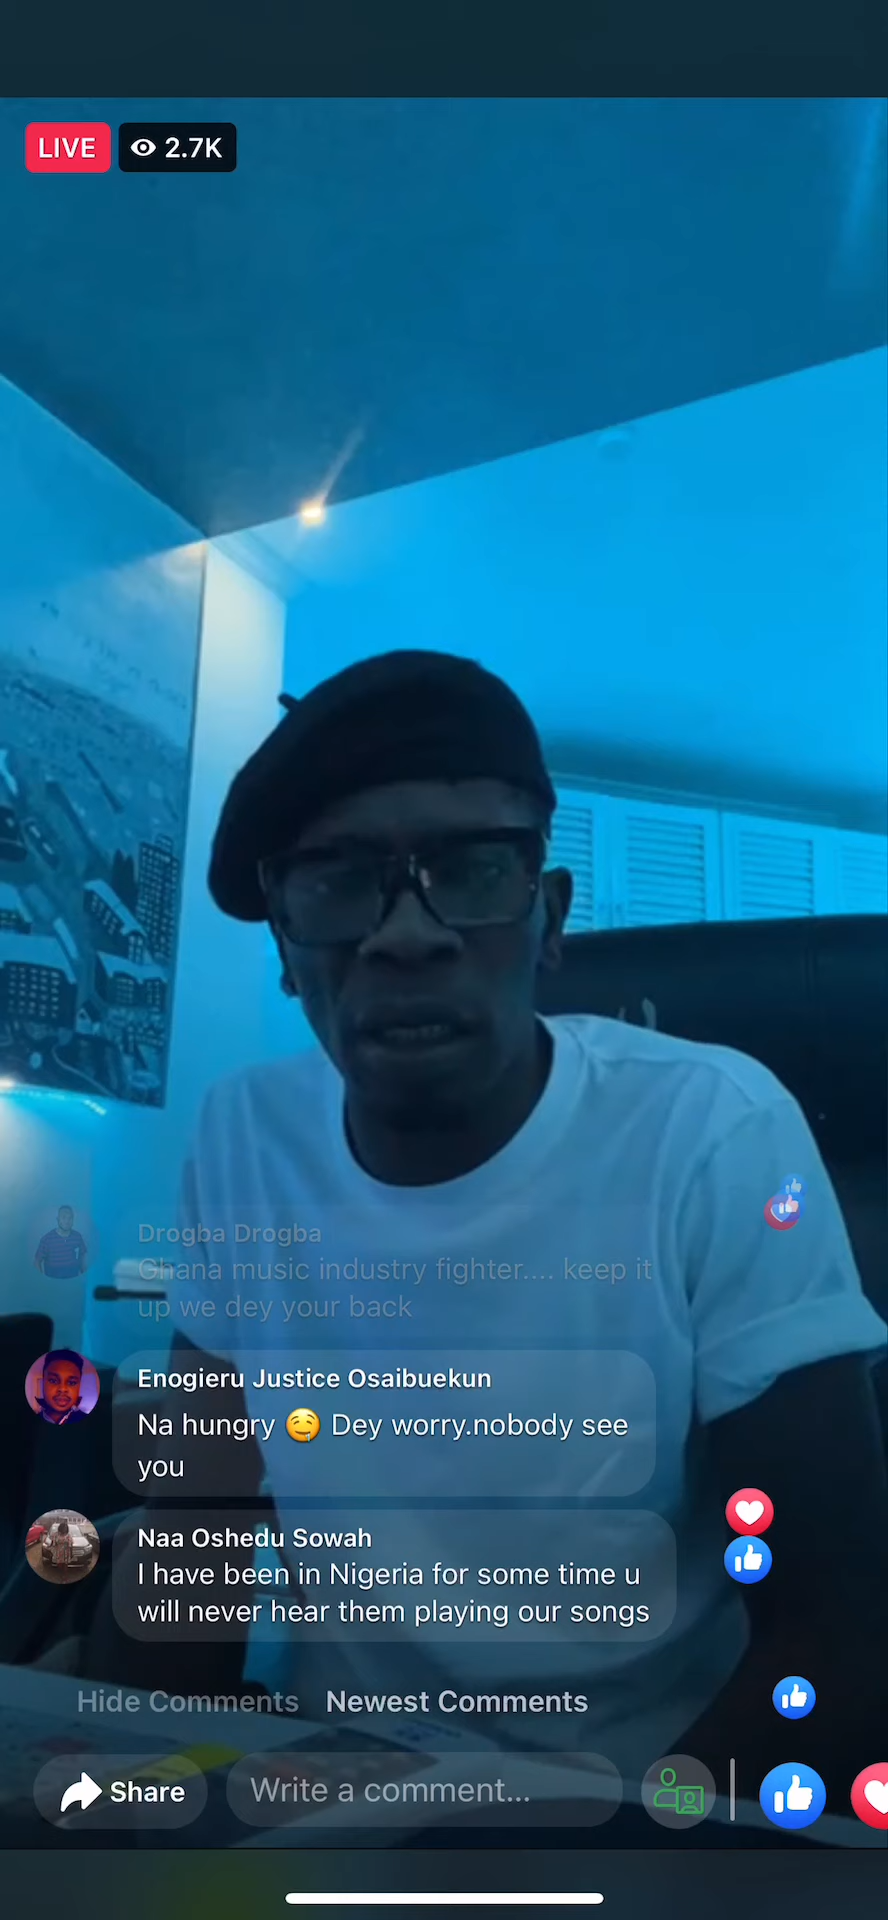 LIVE 2.7K
Drogba Drogba
Ghana music industry fighter.... keep it
up we dey your back
Enogieru Justice Osaibuekun
Na hungry 🤤 Dey worry.nobody see
you
Naa Oshedu Sowah
I have been in Nigeria for some time u
will never hear them playing our songs
Hide Comments Newest Comments
Share Write a comment...